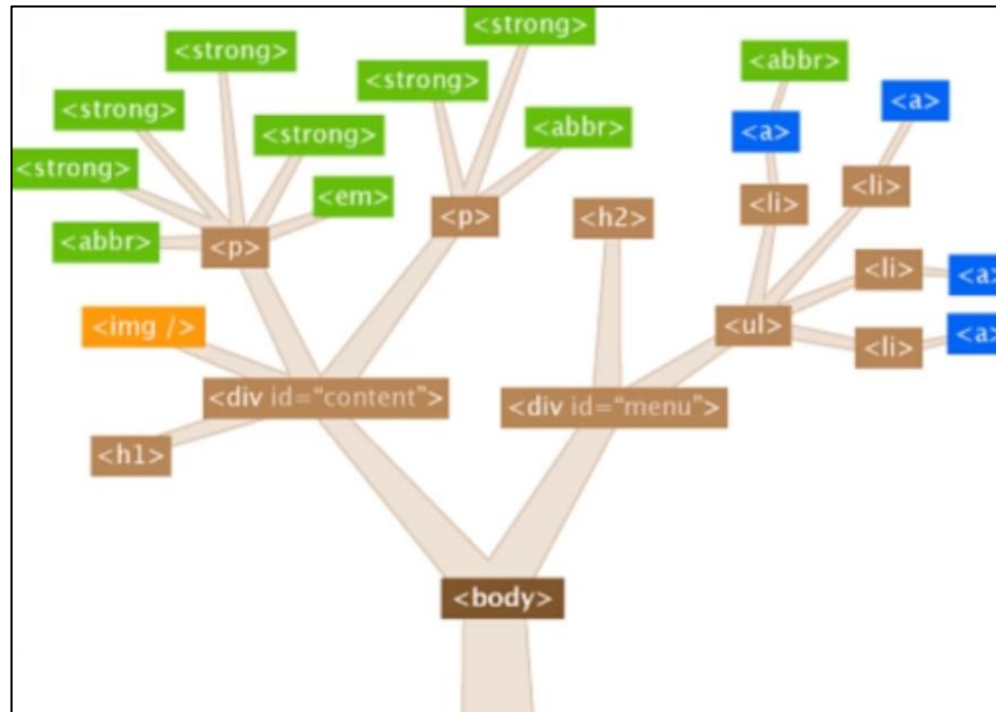 <strong>
<strong>
<abbr>
<strong>
<a>
<strong>
<strong>
<a>
<strong>
<abbr>
<strong>
<li>
<em>
<li>
<p>
<h2>
<abbr>
<p>
<li>
<a>
<img />
<ul>
<a>
<li>
<div id="content">
<div id="menu">
<h1>
<body>